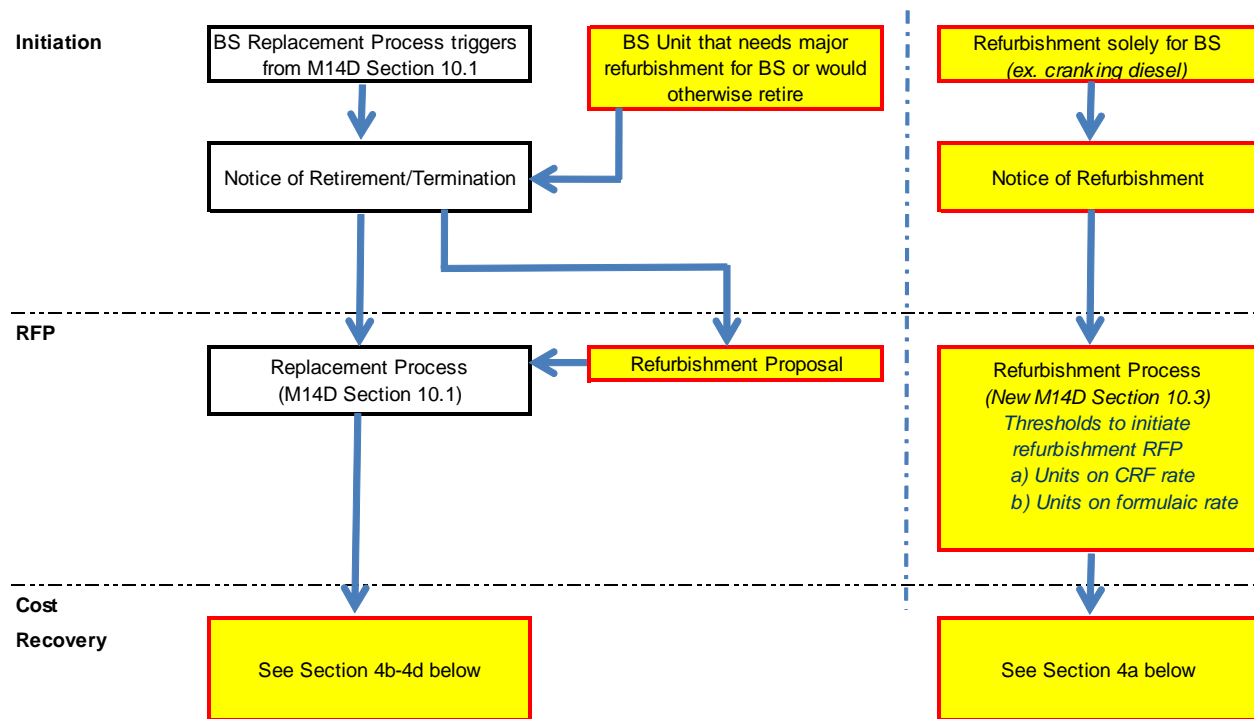 Initiation
BS Replacement Process triggers
from M14D Section 10.1
BS Unit that needs major
refurbishment for BS or would
otherwise retire
Refurbishment solely for BS
(ex. cranking diesel)
Notice of Retirement/Termination
Notice of Refurbishment
RFP
Replacement Process
(M14D Section 10.1)
Refurbishment Proposal
Refurbishment Process
(New M14D Section 10.3)
Thresholds to initiate
refurbishment RFP
a) Units on CRF rate
b) Units on formulaic rate
Cost
Recovery
See Section 4b-4d below
See Section 4a below